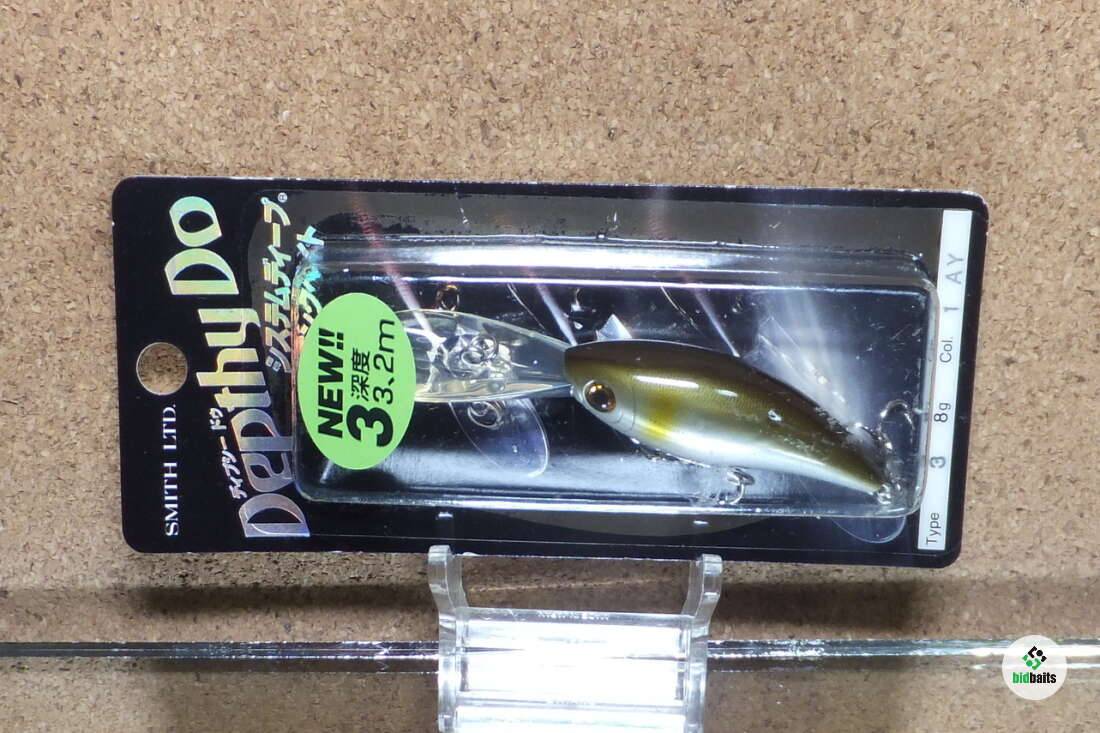 SMITH LTD.
ディプシードゥ
Depthy Do
システムディープ®
NEW!!
3
深度
3.2m
Type 3 8g Col. 1 AY
bidbaits